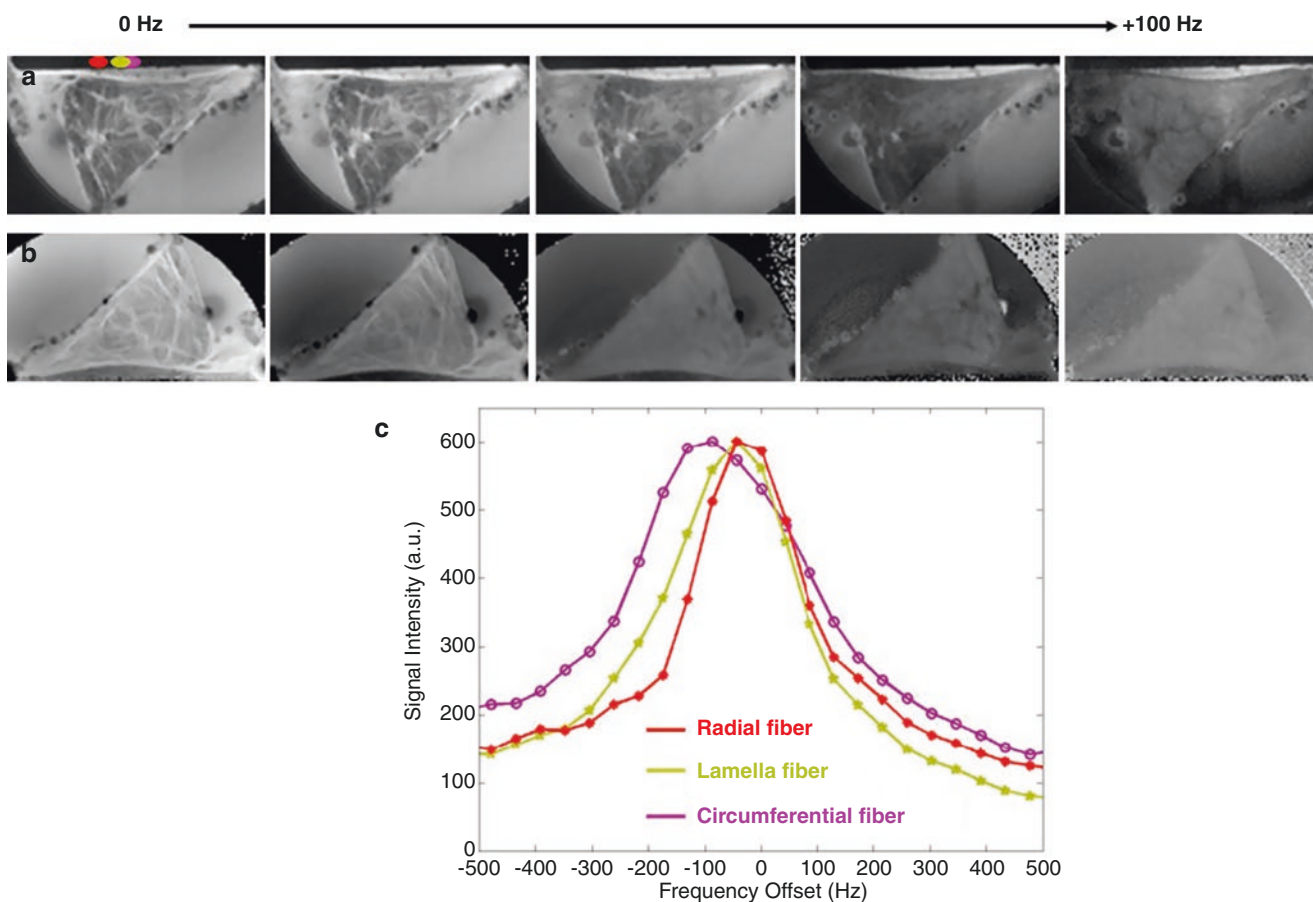 0 Hz +100 Hz
a
b
c
600
500
400
300
200
100
0
Signal Intensity (a.u.)
Radial fiber
Lamella fiber
Circumferential fiber
-500 -400 -300 -200 -100 0 100 200 300 400 500
Frequency Offset (Hz)